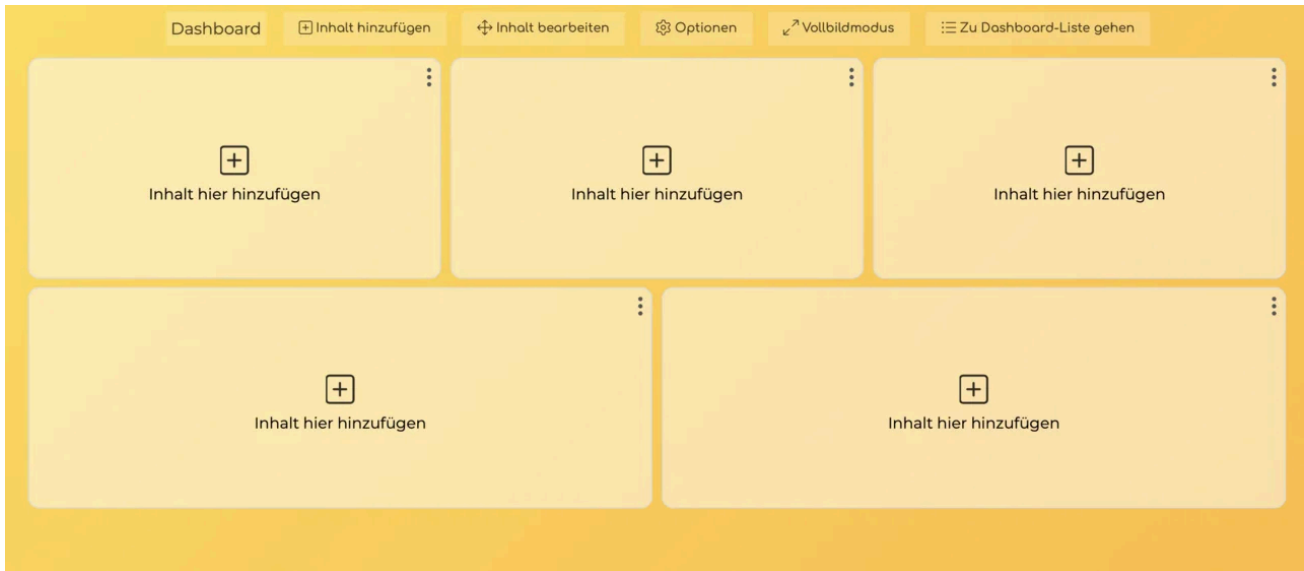 Dashboard
Inhalt hinzufügen
Inhalt bearbeiten
Optionen
Vollbildmodus
Zu Dashboard-Liste gehen
Inhalt hier hinzufügen
Inhalt hier hinzufügen
Inhalt hier hinzufügen
Inhalt hier hinzufügen
Inhalt hier hinzufügen